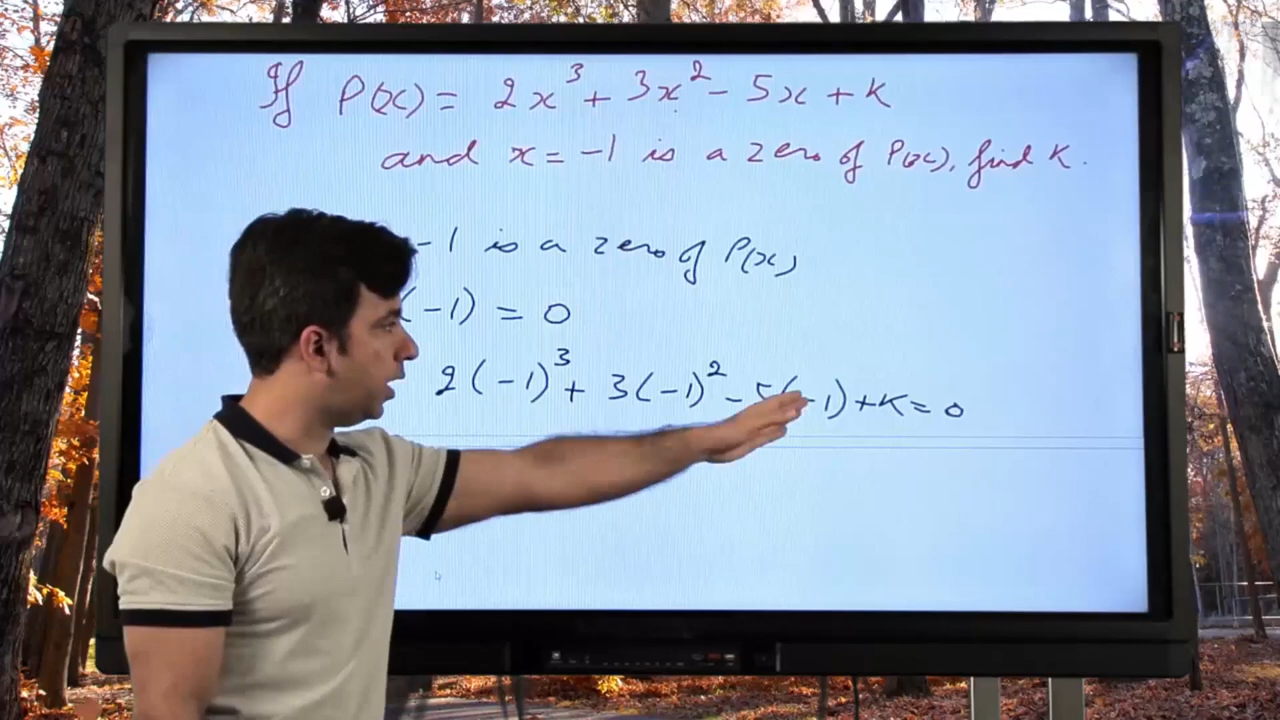 If P(x) = 2x³ + 3x² - 5x + K
and x = -1 is a zero of P(x), find K.
-1 is a zero of P(x)
(-1) = 0
2(-1)³ + 3(-1)² - 5(-1) + K = 0